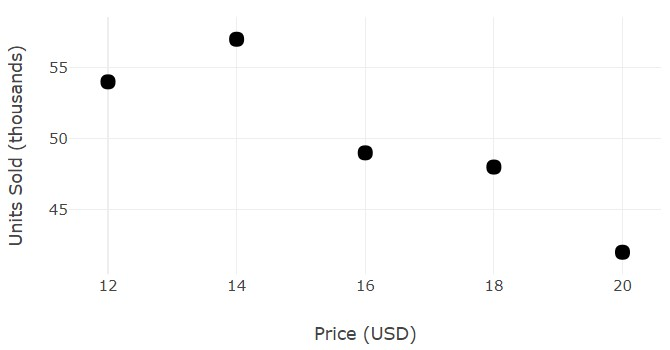 Units Sold (thousands)
55
50
45
12 14 16 18 20
Price (USD)